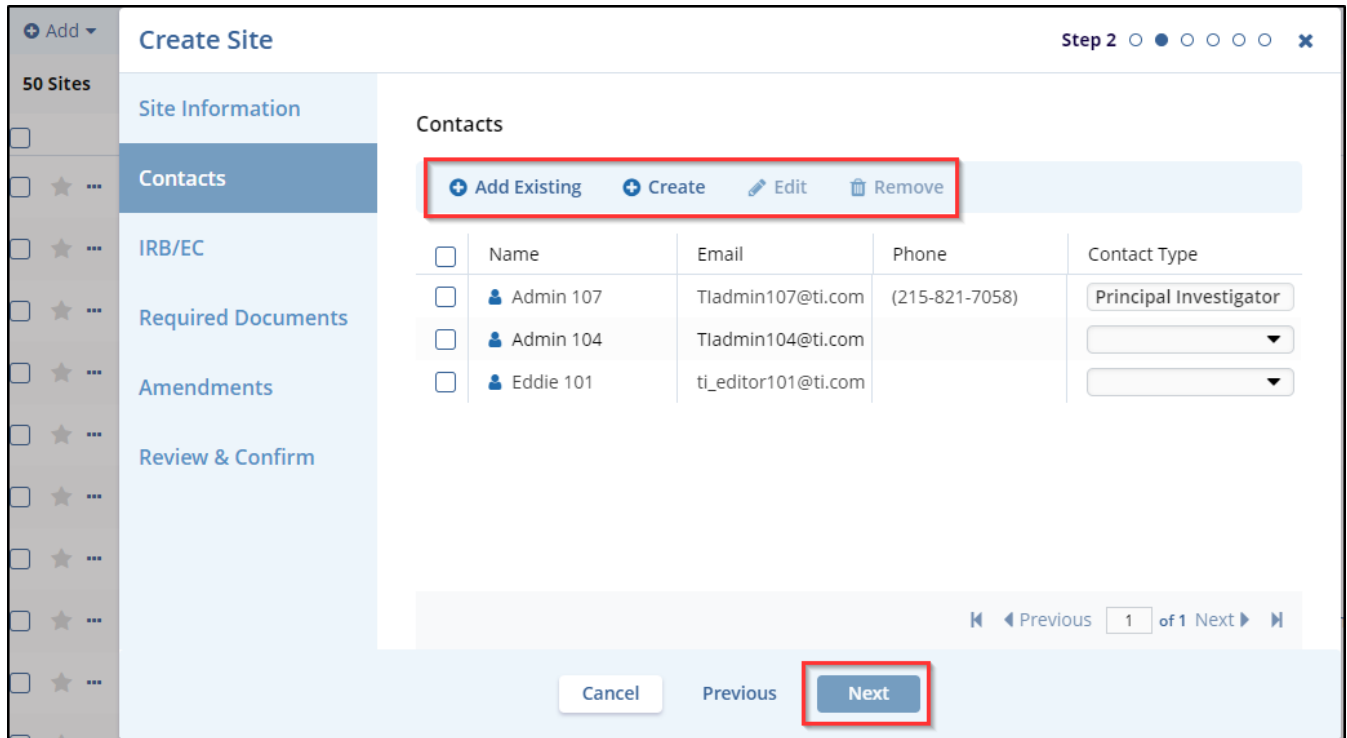 Add
50 Sites
Create Site
Step 2
Site Information
Contacts
IRB/EC
Required Documents
Amendments
Review & Confirm
Contacts
Add Existing Create Edit Remove
Name Email Phone Contact Type
Admin 107 TIadmin107@ti.com (215-821-7058) Principal Investigator
Admin 104 TIadmin104@ti.com
Eddie 101 ti_editor101@ti.com
Previous 1 of 1 Next
Cancel Previous Next